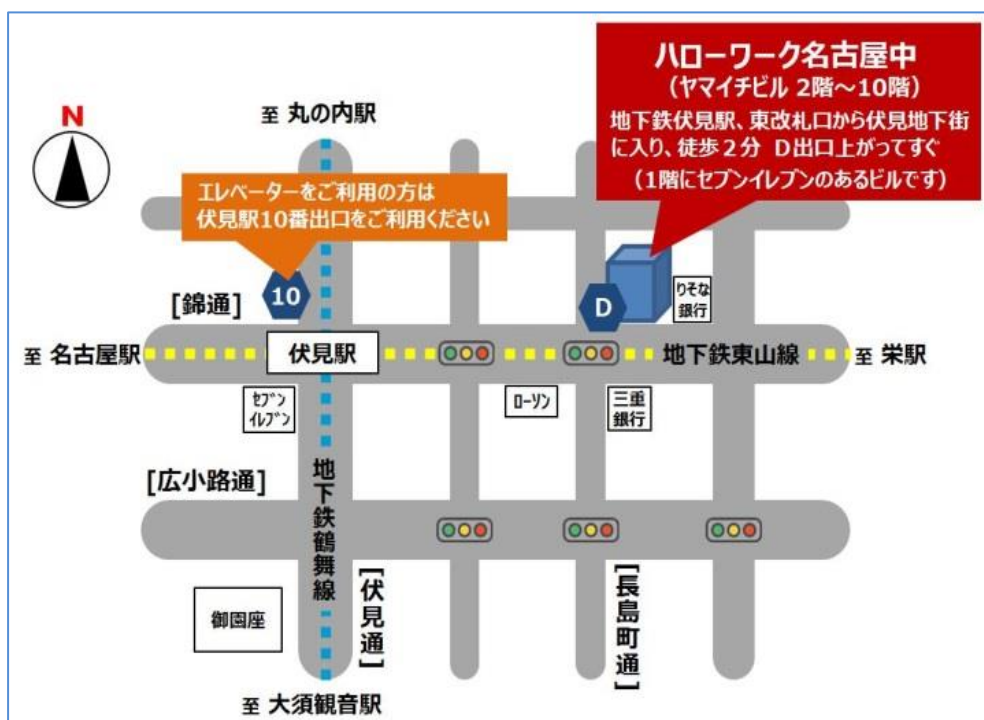 ハローワーク名古屋中
(ヤマイチビル 2階～10階)
地下鉄伏見駅、東改札口から伏見地下街
に入り、徒歩2分 D出口上がってすぐ
(1階にセブンイレブンのあるビルです)
至 丸の内駅
N
エレベーターをご利用の方は
伏見駅10番出口をご利用ください
[錦通]
10
D
りそな
銀行
至 名古屋駅
伏見駅
地下鉄東山線
至 栄駅
ｾﾌﾞﾝ
ｲﾚﾌﾞﾝ
ﾛｰｿﾝ
三重
銀行
[広小路通]
地下鉄鶴舞線
[伏見通]
[長島町通]
御園座
至 大須観音駅